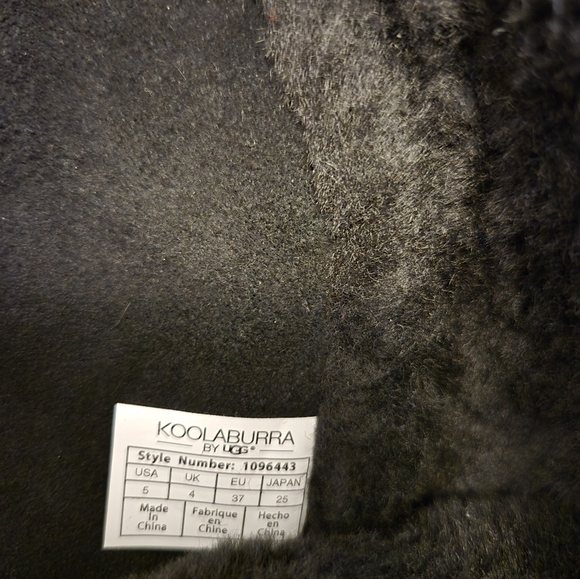 KOOLABURRA
BY UGG®
Style Number: 1096443
USA UK EU JAPAN
5 4 37 25
Made Fabrique Hecho
in en en
China Chine China